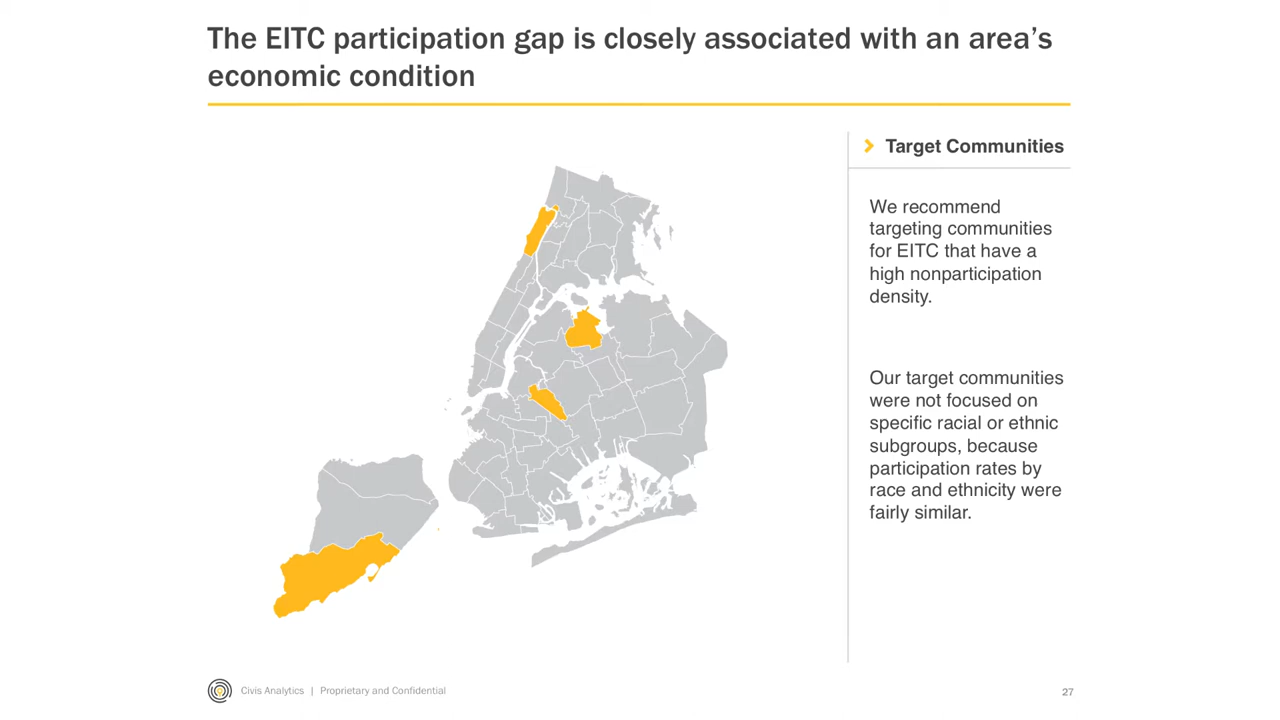 The EITC participation gap is closely associated with an area’s
economic condition
Target Communities
We recommend
targeting communities
for EITC that have a
high nonparticipation
density.
Our target communities
were not focused on
specific racial or ethnic
subgroups, because
participation rates by
race and ethnicity were
fairly similar.
Civis Analytics | Proprietary and Confidential
27